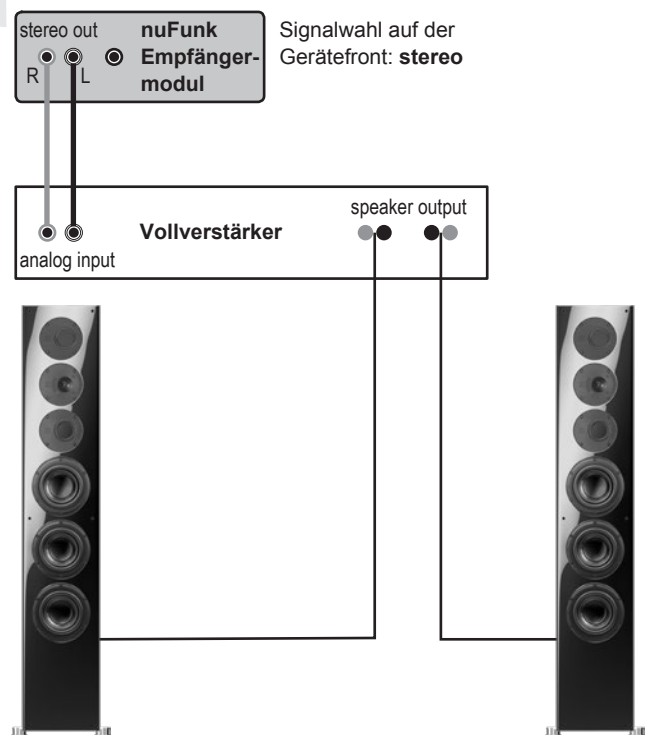 stereo out
nuFunk
Empfänger-
modul
R
L
Signalwahl auf der
Gerätefront: stereo
speaker output
Vollverstärker
analog input